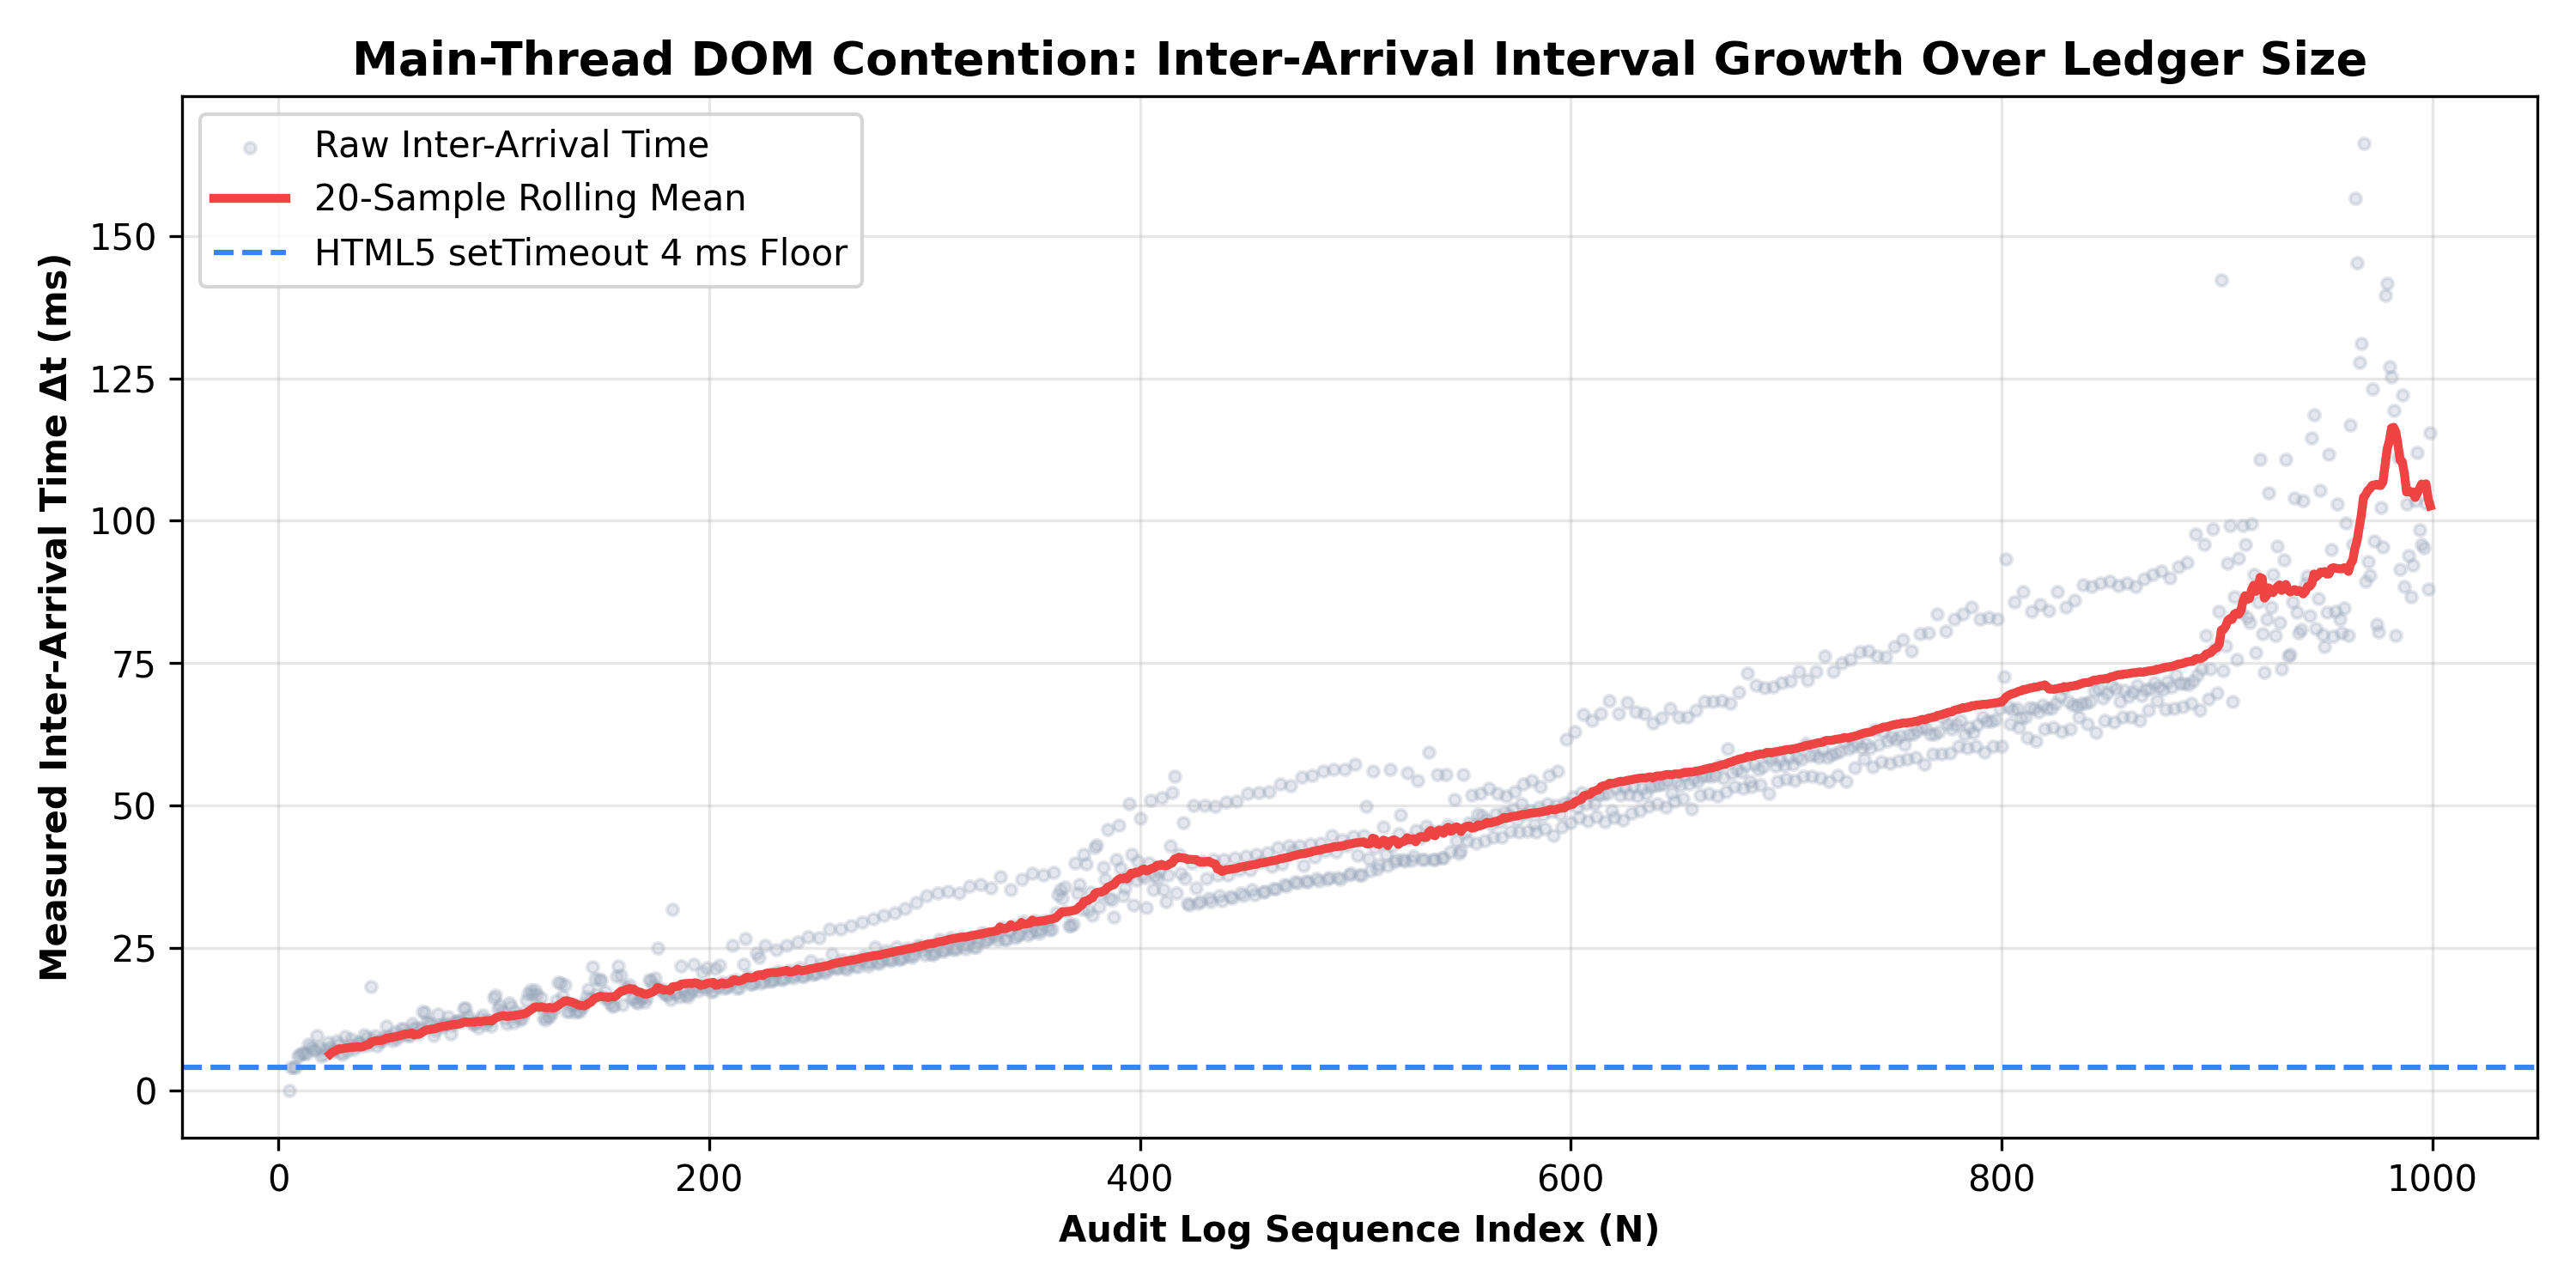 Main-Thread DOM Contention: Inter-Arrival Interval Growth Over Ledger Size
Raw Inter-Arrival Time
20-Sample Rolling Mean
HTML5 setTimeout 4 ms Floor
Measured Inter-Arrival Time Δt (ms)
150
125
100
75
50
25
0
0 200 400 600 800 1000
Audit Log Sequence Index (N)